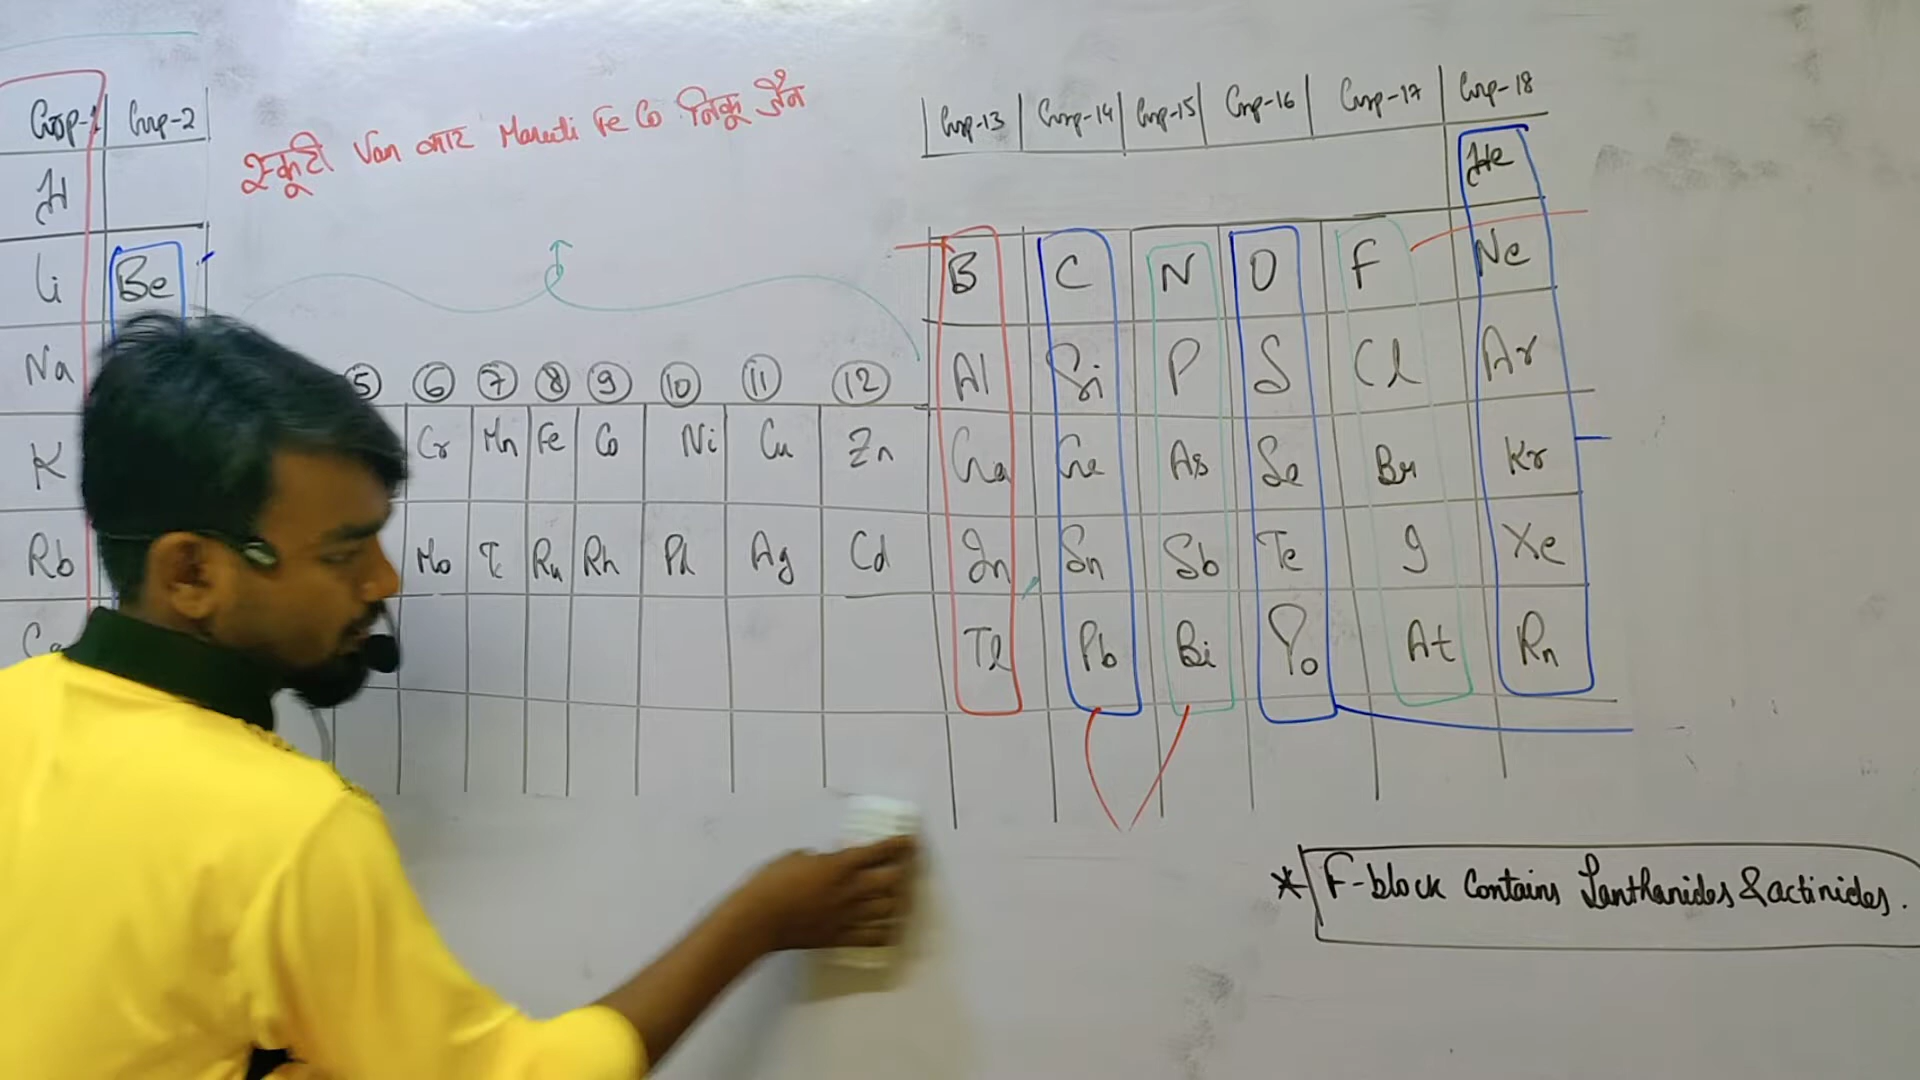 Grp-1 Grp-2 Grp-13 Grp-14 Grp-15 Grp-16 Grp-17 Grp-18
स्कूटी Van कार Maruti Fe Co निकू जैन
H He
Li Be B C N O F Ne
Na 5 6 7 8 9 10 11 12 Al Si P S Cl Ar
K Cr Mn Fe Co Ni Cu Zn Ga Ge As Se Br Kr
Rb Mo Tc Ru Rh Pd Ag Cd In Sn Sb Te I Xe
Tl Pb Bi Po At Rn
* F-block Contains Lanthanides & actinides.